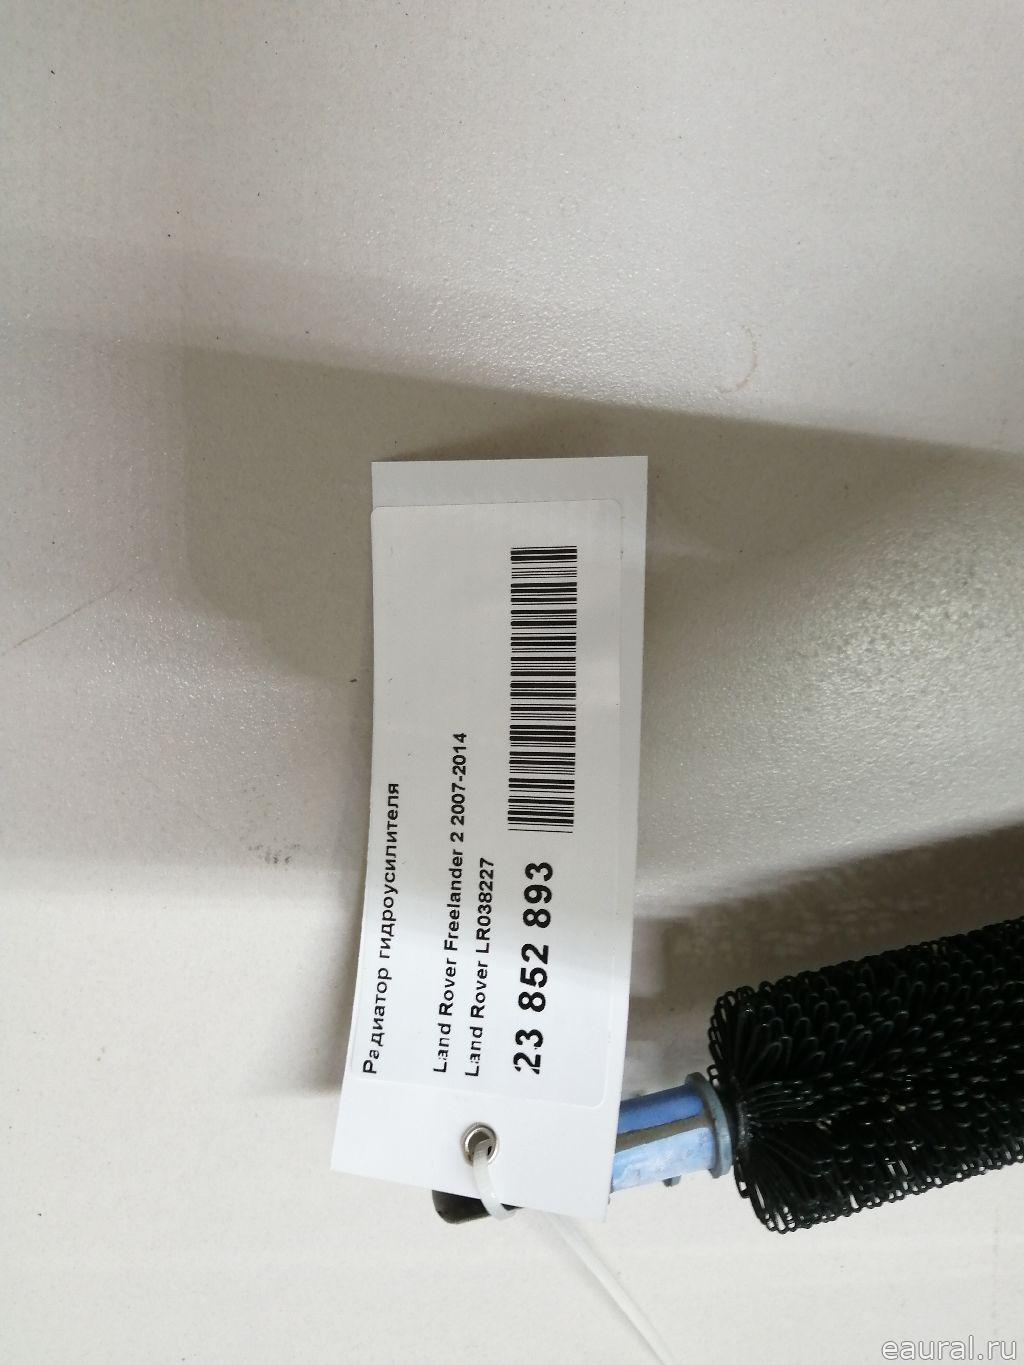 Радиатор гидроусилителя
Land Rover Freelander 2 2007-2014
Land Rover LR038227
23 852 893
eaural.ru